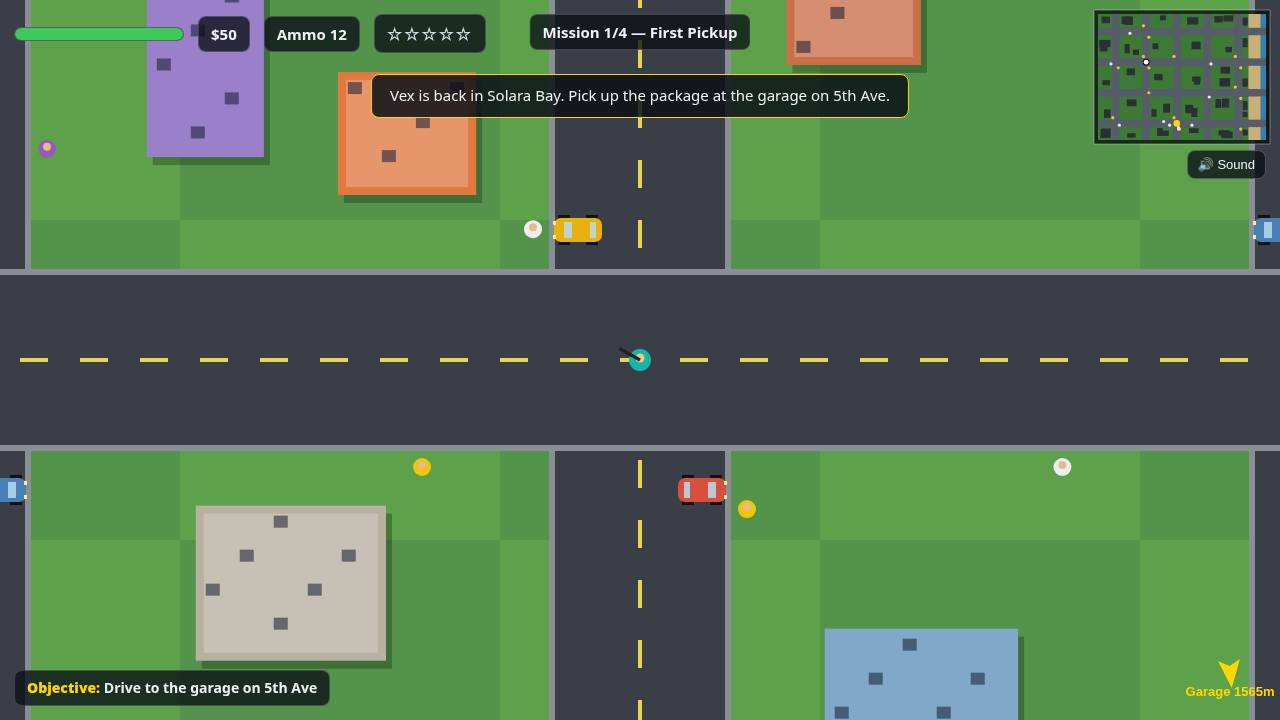 $50
Ammo 12
☆☆☆☆☆
Mission 1/4 — First Pickup
Vex is back in Solara Bay. Pick up the package at the garage on 5th Ave.
🔊 Sound
Objective: Drive to the garage on 5th Ave
Garage 1565m